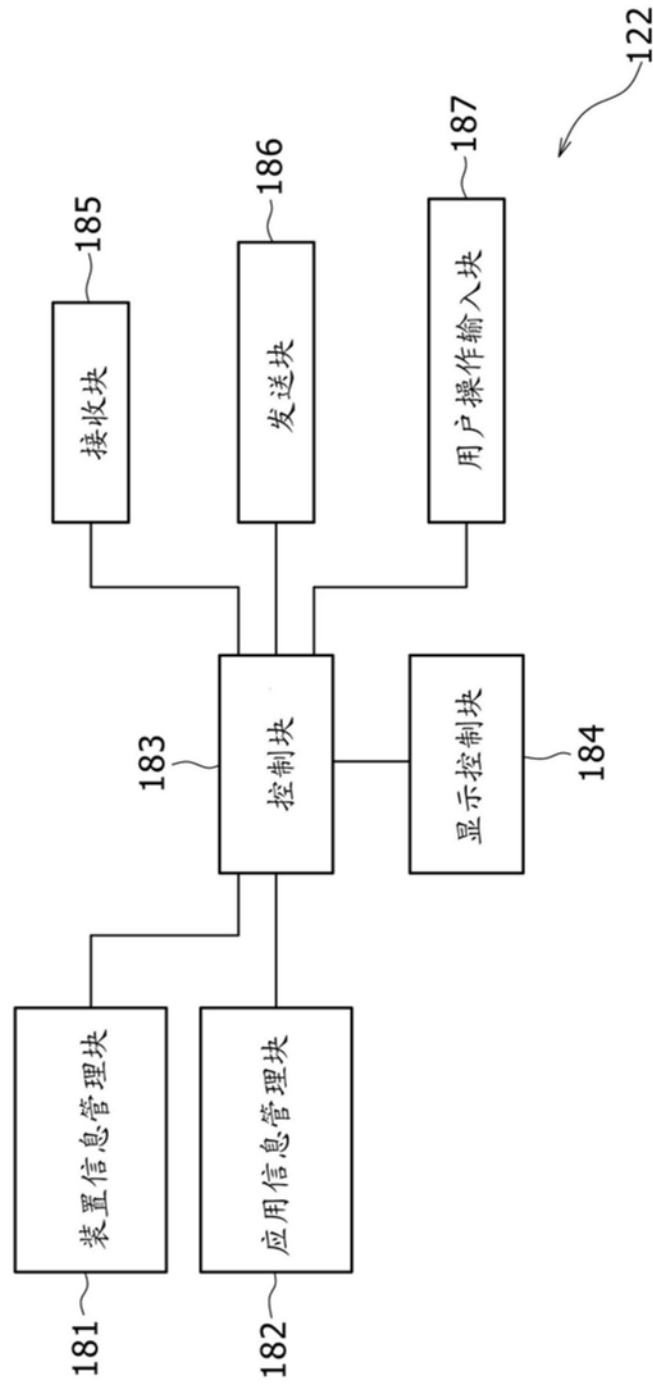 185
接收块
186
发送块
187
用户操作输入块
122
183
控制块
184
显示控制块
181
装置信息管理块
182
应用信息管理块